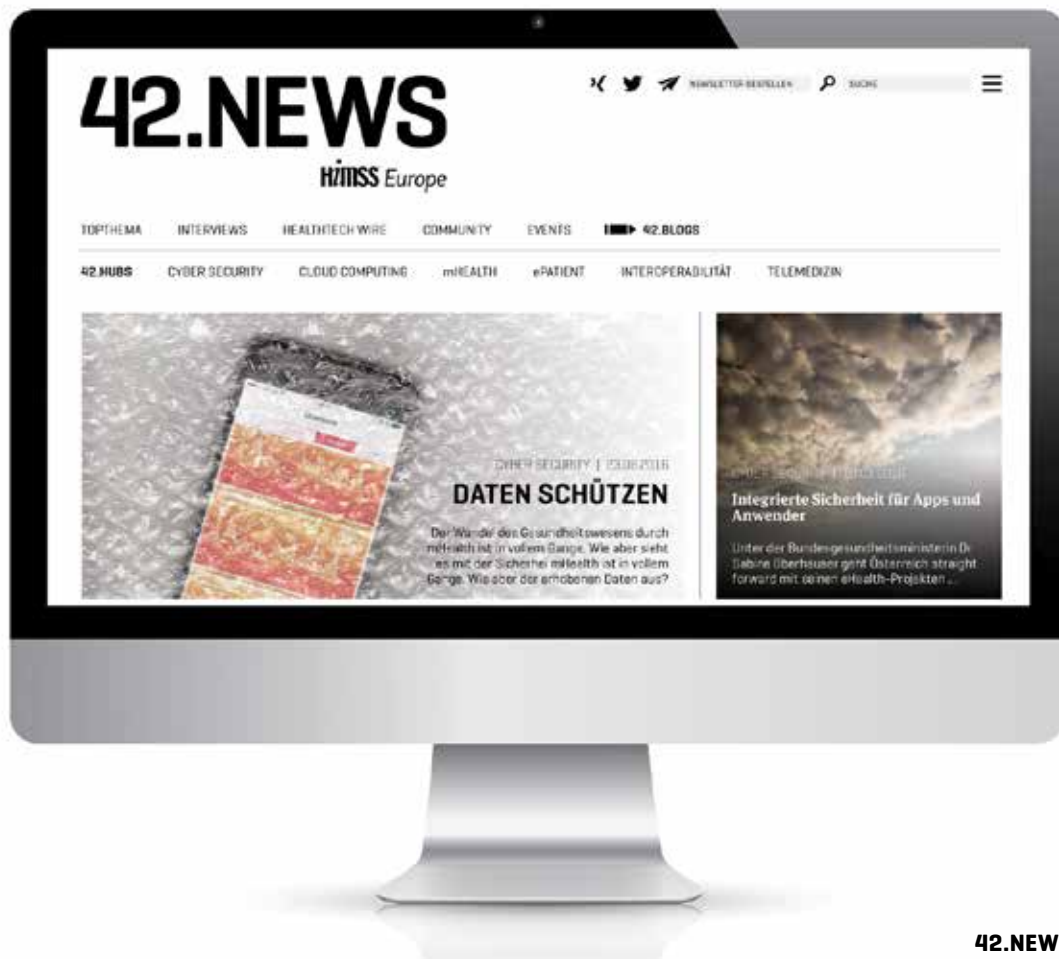 42.NEWS
HIMSS Europe
NEWSLETTER BESTELLEN SUCHE
TOPTHEMA INTERVIEWS HEALTHTECH WIRE COMMUNITY EVENTS 42.BLOGS
42.HUBS CYBER SECURITY CLOUD COMPUTING mHEALTH ePATIENT INTEROPERABILITÄT TELEMEDIZIN
CYBER SECURITY | 23.08.2016
DATEN SCHÜTZEN
Der Wandel des Gesundheitswesens durch
mHealth ist in vollem Gange. Wie aber sieht
es mit der Sicherhei mHealth ist in vollem
Gange. Wie aber der erhobenen Daten aus?
Integrierte Sicherheit für Apps und
Anwender
Unter der Bundesgesundheitsministerin Dr.
Sabine Oberhauser geht Österreich straight
forward mit seinen eHealth-Projekten ...
42.NEW